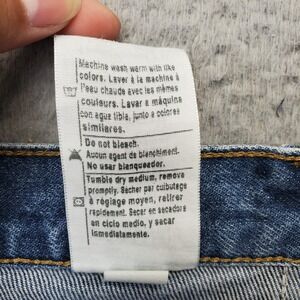 Machine wash warm with like
colors. Laver à la machine à
l'eau chaude avec les mêmes
couleurs. Lavar a máquina
con agua tibia, junto a colores
similares.
Do not bleach.
Aucun agent de blanchiment.
No usar blanqueador.
Tumble dry medium, remove
promptly. Sécher par culbutage
à réglage moyen, retirer
rapidement. Secar en secadora
en ciclo medio, y sacar
inmediatamente.